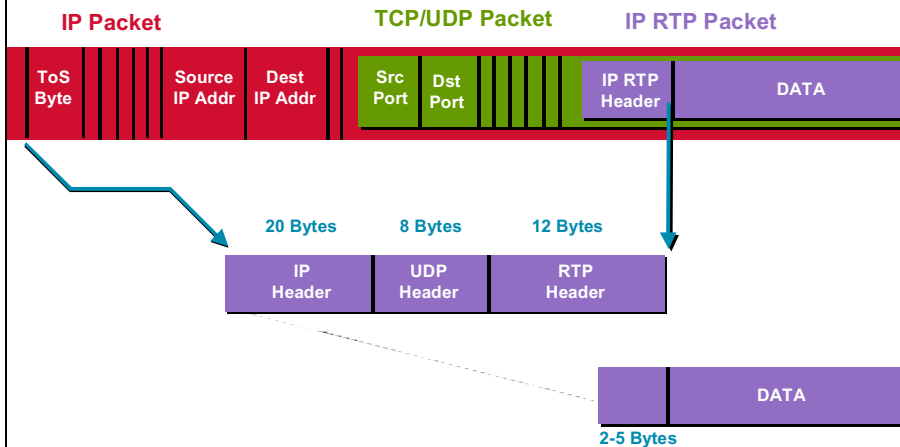 IP Packet
TCP/UDP Packet
IP RTP Packet
ToS
Byte
Source
IP Addr
Dest
IP Addr
Src
Port
Dst
Port
IP RTP
Header
DATA
20 Bytes
8 Bytes
12 Bytes
IP
Header
UDP
Header
RTP
Header
DATA
2-5 Bytes